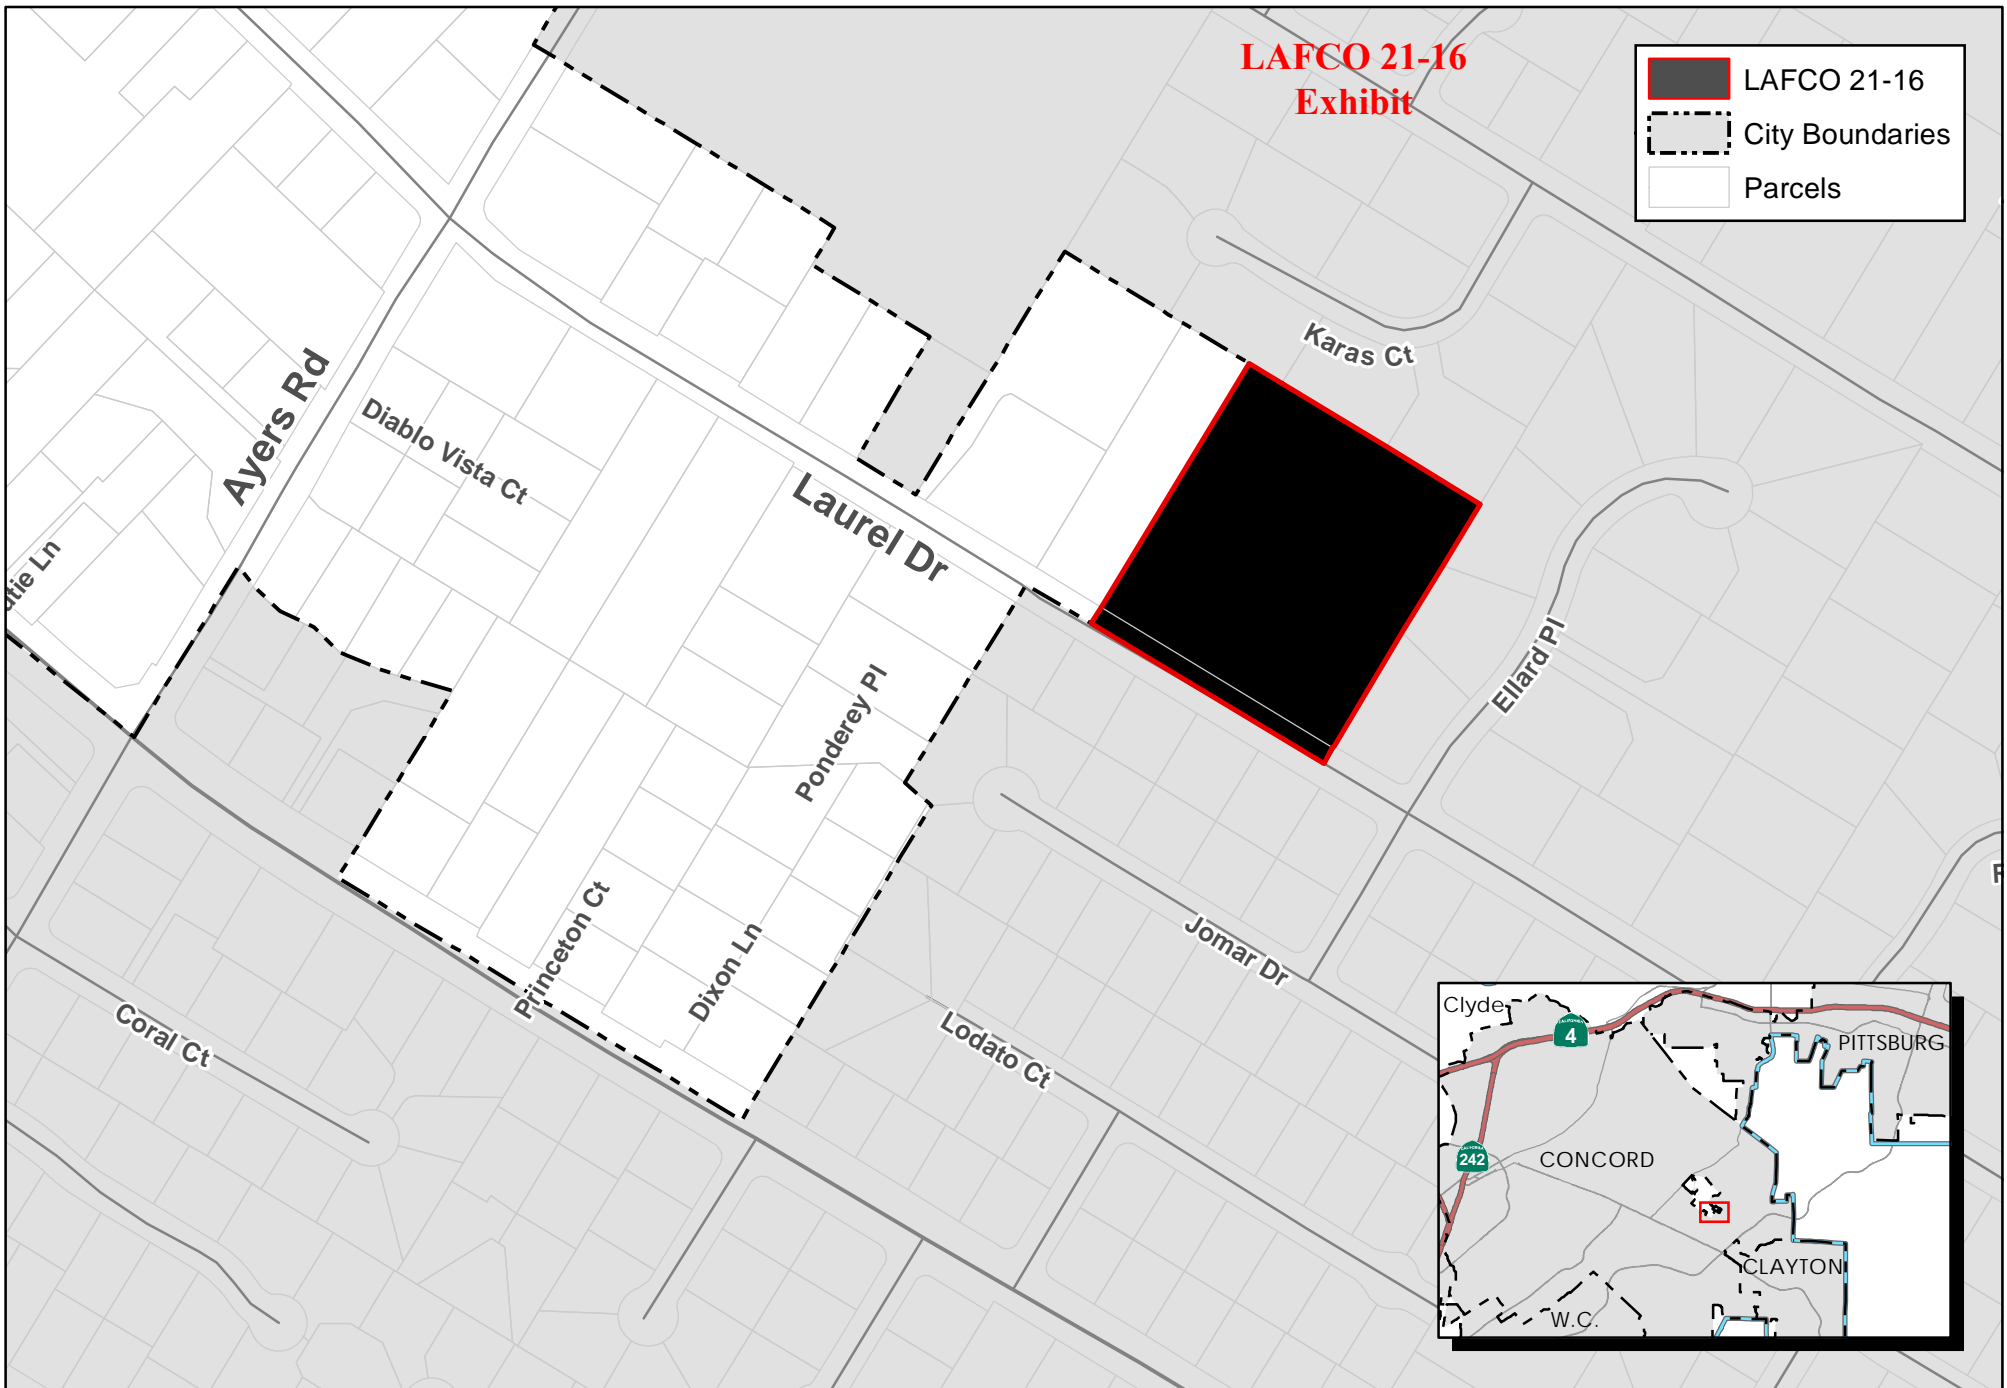 LAFCO 21-16
Exhibit
LAFCO 21-16
City Boundaries
Parcels
Karas Ct
Ayers Rd
Diablo Vista Ct
Laurel Dr
Ellard Pl
Ponderey Pl
Princeton Ct
Dixon Ln
Jomar Dr
Lodato Ct
Coral Ct
Clyde
4
PITTSBURG
242
CONCORD
CLAYTON
W.C.